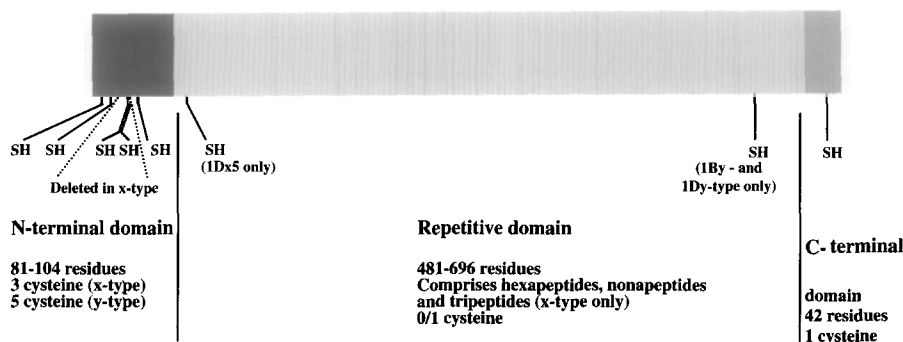 SH SH SH SH SH SH SH SH
(1Dx5 only)
(1By - and
1Dy-type only)
Deleted in x-type
N-terminal domain
81-104 residues
3 cysteine (x-type)
5 cysteine (y-type)
Repetitive domain
481-696 residues
Comprises hexapeptides, nonapeptides
and tripeptides (x-type only)
0/1 cysteine
C- terminal
domain
42 residues
1 cysteine